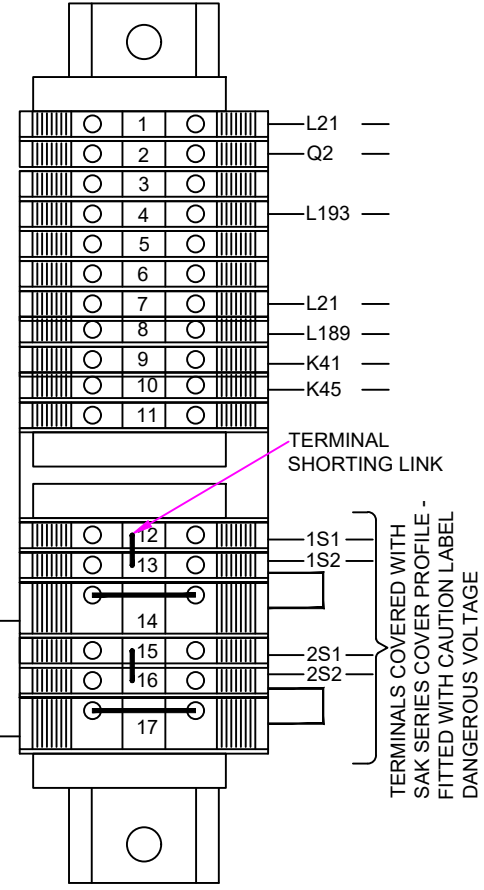 1 L21
2 Q2
3
4 L193
5
6
7 L21
8 L189
9 K41
10 K45
11
TERMINAL
SHORTING LINK
12 1S1
13 1S2
14
15 2S1
16 2S2
17
TERMINALS COVERED WITH
SAK SERIES COVER PROFILE -
FITTED WITH CAUTION LABEL
DANGEROUS VOLTAGE